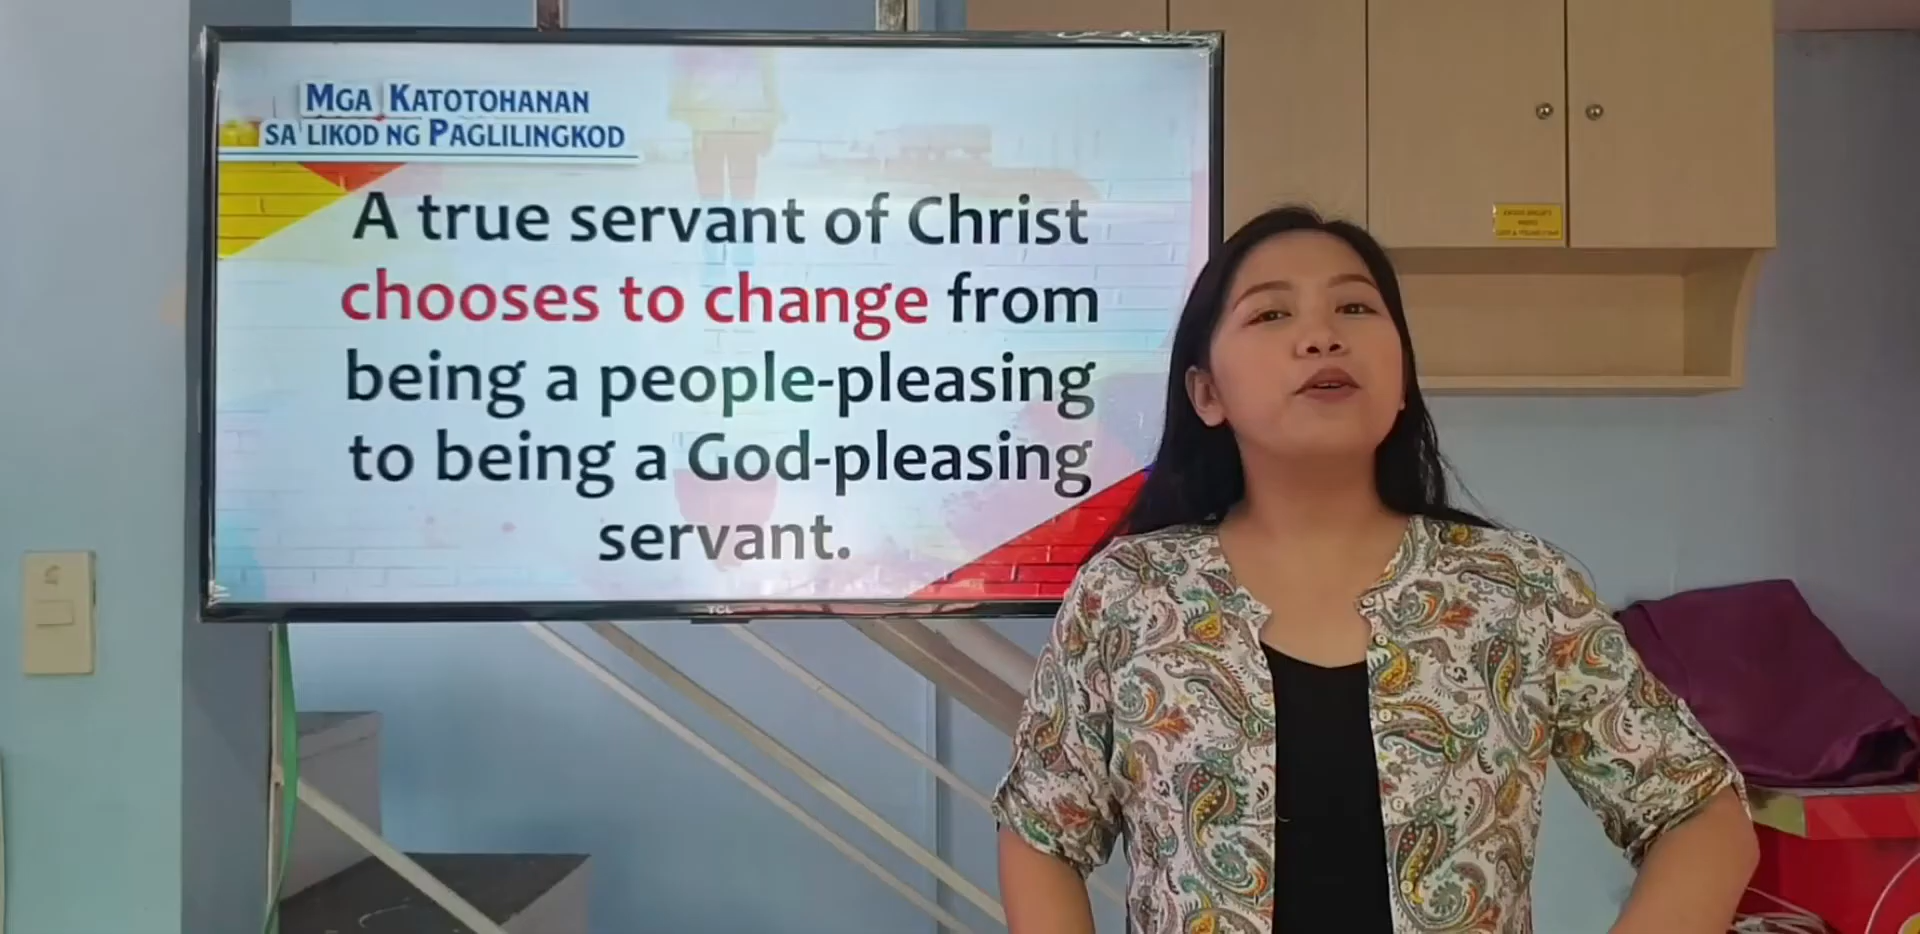 MGA KATOTOHANAN
SA LIKOD NG PAGLILINGKOD
A true servant of Christ
chooses to change from
being a people-pleasing
to being a God-pleasing
servant.
TCL